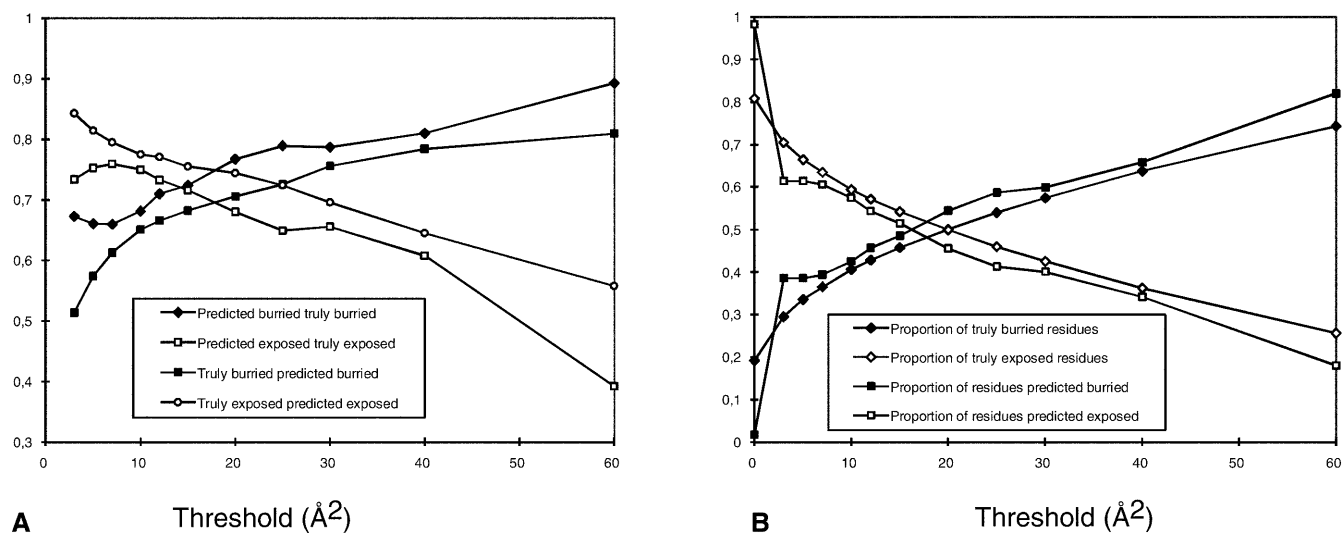 1
0,9
0,8
0,7
0,6
0,5
0,4
0,3
0 10 20 30 40 50 60
Predicted burried truly burried
Predicted exposed truly exposed
Truly burried predicted burried
Truly exposed predicted exposed
A
Threshold (Å2)
1
0,9
0,8
0,7
0,6
0,5
0,4
0,3
0,2
0,1
0
0 10 20 30 40 50 60
Proportion of truly burried residues
Proportion of truly exposed residues
Proportion of residues predicted burried
Proportion of residues predicted exposed
B
Threshold (Å2)